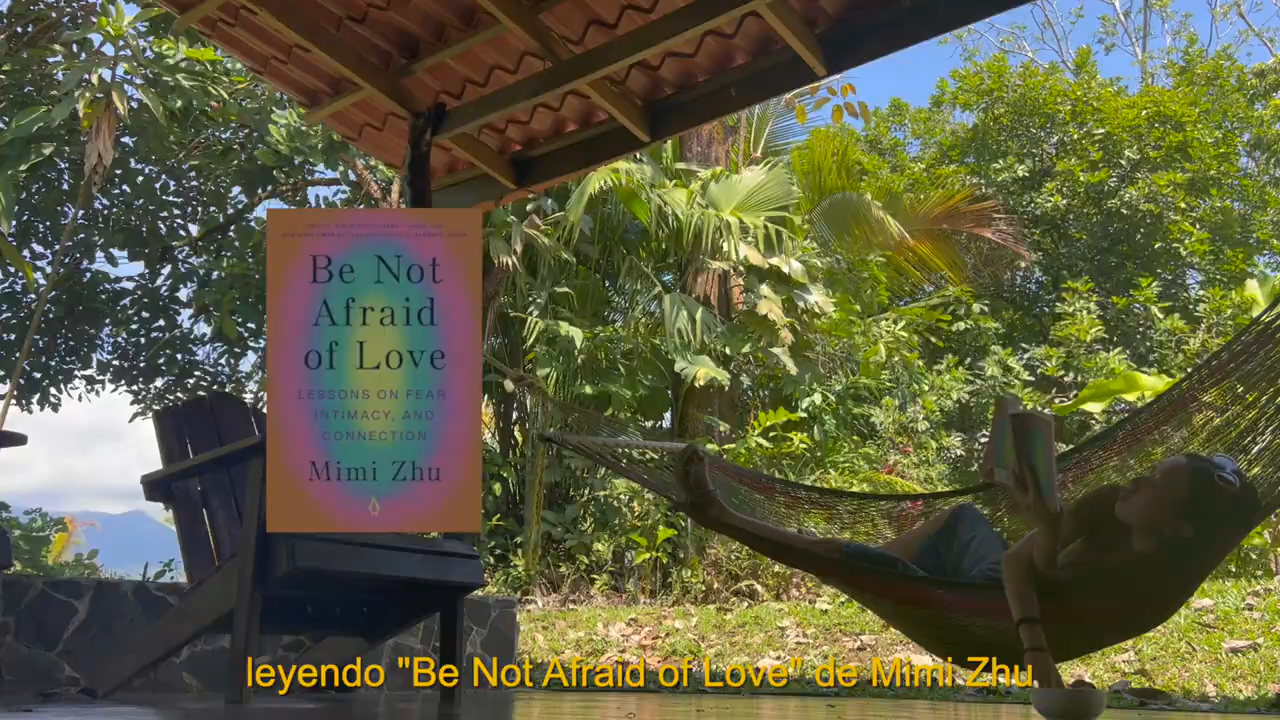 Be Not
Afraid
of Love
LESSONS ON FEAR,
INTIMACY, AND
CONNECTION
Mimi Zhu
leyendo "Be Not Afraid of Love" de Mimi Zhu